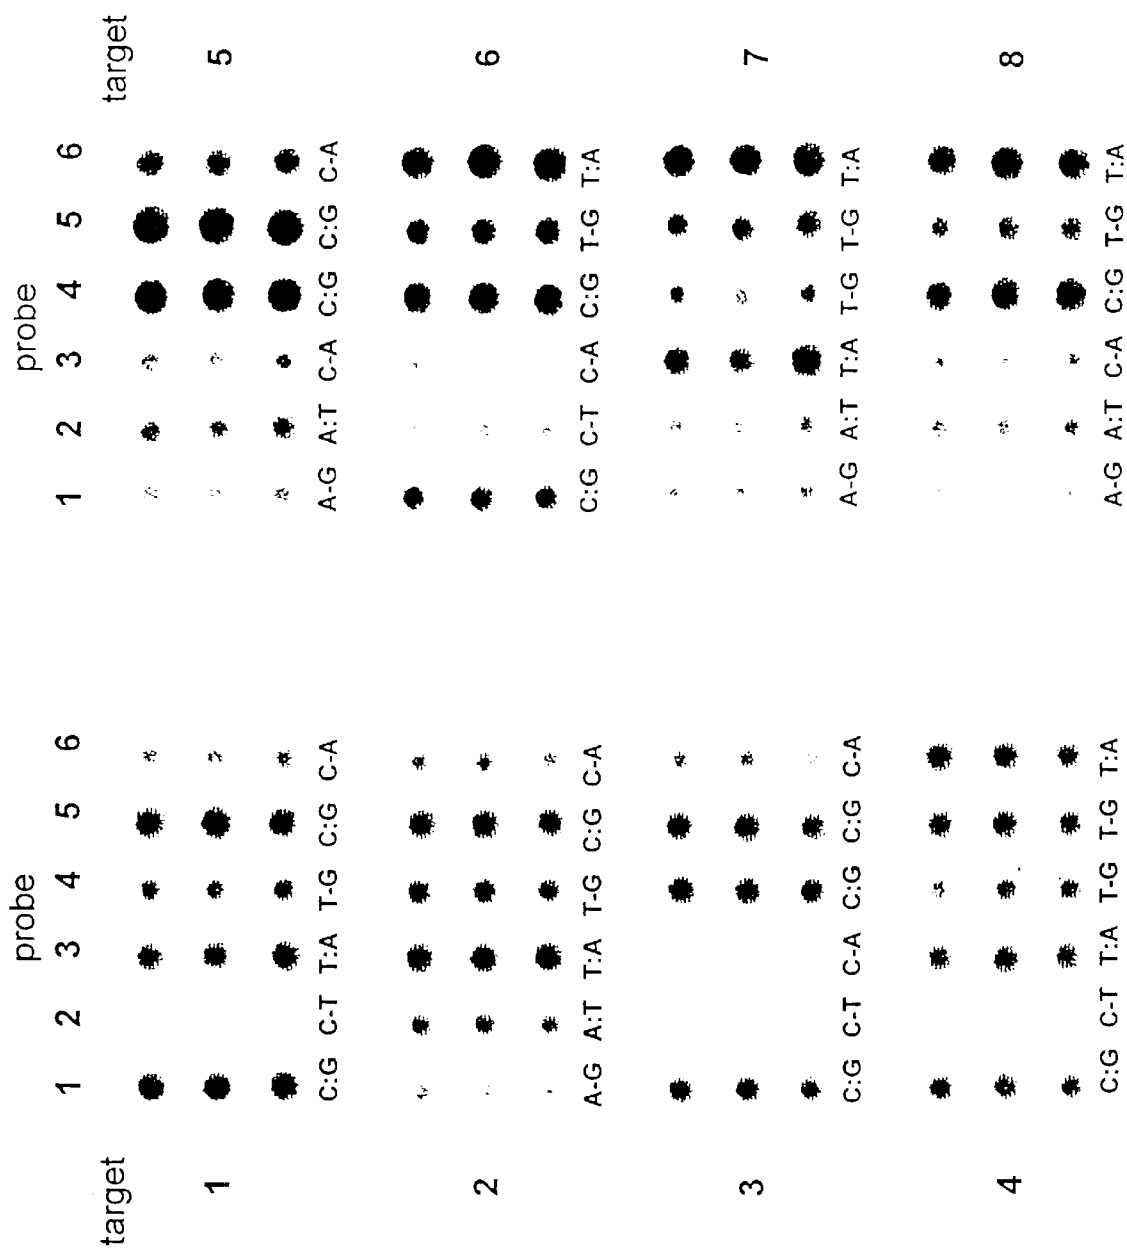 probe probe
1 2 3 4 5 6 1 2 3 4 5 6
target target
1 5
C:G C-T T:A T-G C:G C-A A-G A:T C-A C:G C:G C-A
2 6
A-G A:T T:A T-G C:G C-A C:G C-T C-A C:G T-G T:A
3 7
C:G C-T C-A C:G C:G C-A A-G A:T T:A T-G T-G T:A
4 8
C:G C-T T:A T-G T-G T:A A-G A:T C-A C:G T-G T:A